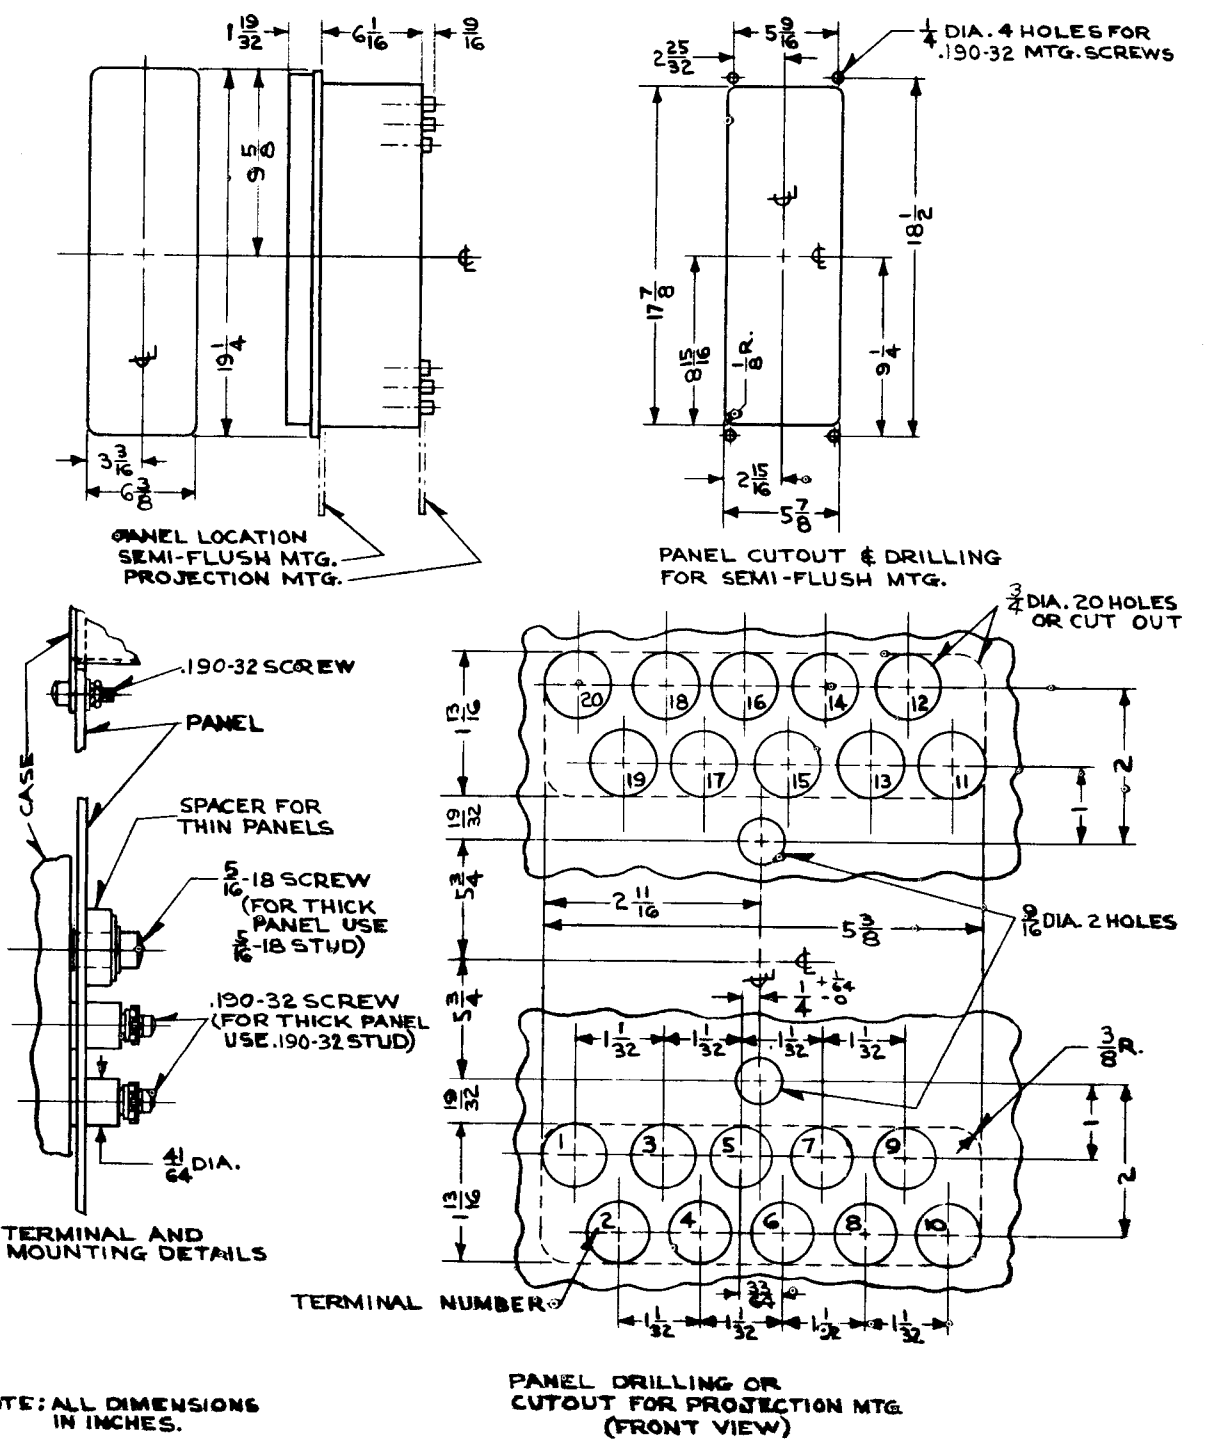 1 19/32
6 1/16
9/16
5 9/16
1/4 DIA. 4 HOLES FOR
.190-32 MTG. SCREWS
2 25/32
9 5/8
19 1/4
CL
CL
3 3/16
6 3/8
17 7/8
8 15/16
1/8 R.
CL
CL
18 1/2
9 1/4
2 15/16
5 7/8
PANEL LOCATION
SEMI-FLUSH MTG.
PROJECTION MTG.
PANEL CUTOUT & DRILLING
FOR SEMI-FLUSH MTG.
3/4 DIA. 20 HOLES
OR CUT OUT
.190-32 SCREW
PANEL
CASE
SPACER FOR
THIN PANELS
5/16-18 SCREW
(FOR THICK
PANEL USE
5/16-18 STUD)
.190-32 SCREW
(FOR THICK PANEL
USE .190-32 STUD)
41/64 DIA.
TERMINAL AND
MOUNTING DETAILS
20 18 16 14 12
19 17 15 13 11
1 13/16
19/32
5 3/4
2
1
2 11/16
5 3/8
9/16 DIA. 2 HOLES
CL
CL
1/4 +1/64 -0
5 3/4
19/32
1 13/16
1 1/32 1 1/32 1 1/32 1 1/32
3/8 R.
1
2
1 3 5 7 9
2 4 6 8 10
33/64
TERMINAL NUMBER
1 1/32 1 1/32 1 1/32 1 1/32
PANEL DRILLING OR
CUTOUT FOR PROJECTION MTG
(FRONT VIEW)
OTE: ALL DIMENSIONS
IN INCHES.